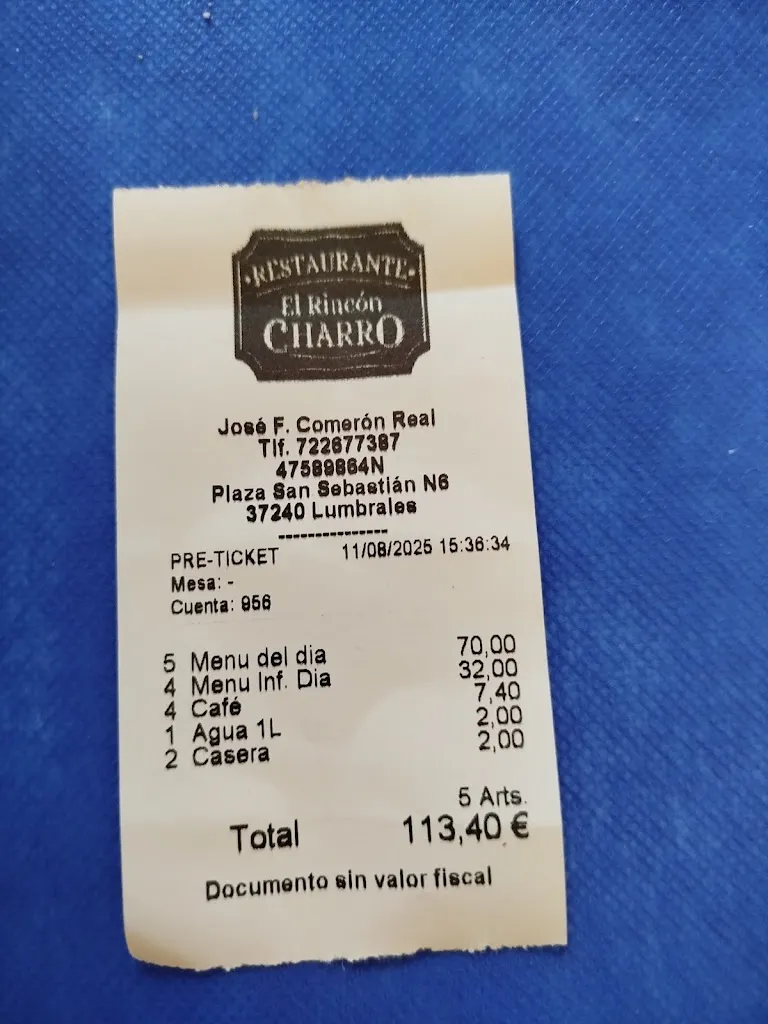 RESTAURANTE
El Rincón
CHARRO
José F. Comerón Real
Tlf. 722677387
47589864N
Plaza San Sebastián N6
37240 Lumbrales
---------------
PRE-TICKET 11/08/2025 15:36:34
Mesa: -
Cuenta: 956
5 Menu del dia 70,00
4 Menu Inf. Dia 32,00
4 Café 7,40
1 Agua 1L 2,00
2 Casera 2,00
5 Arts.
Total 113,40 €
Documento sin valor fiscal